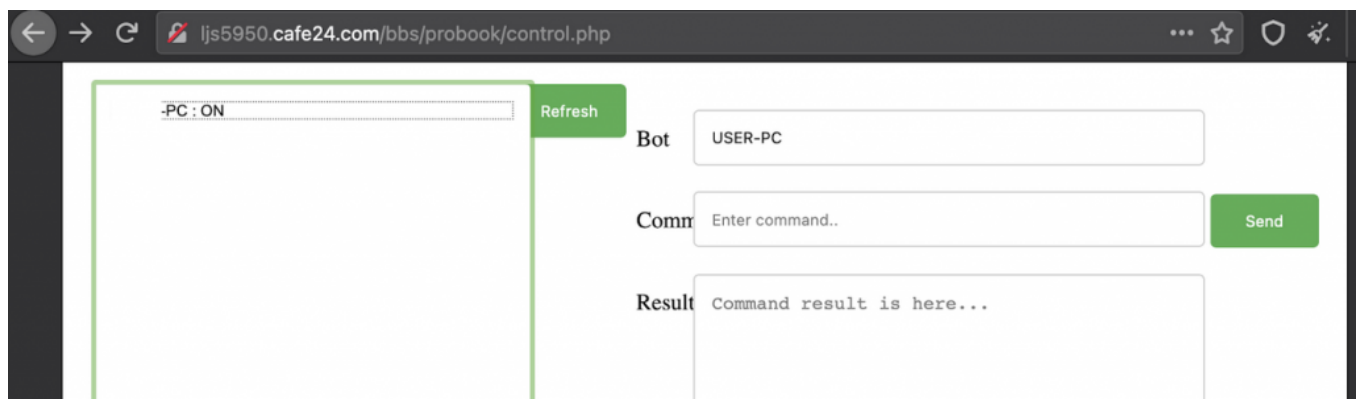 ljs5950.cafe24.com/bbs/probook/control.php
-PC : ON
Refresh
Bot
USER-PC
Comm
Enter command..
Send
Result
Command result is here...